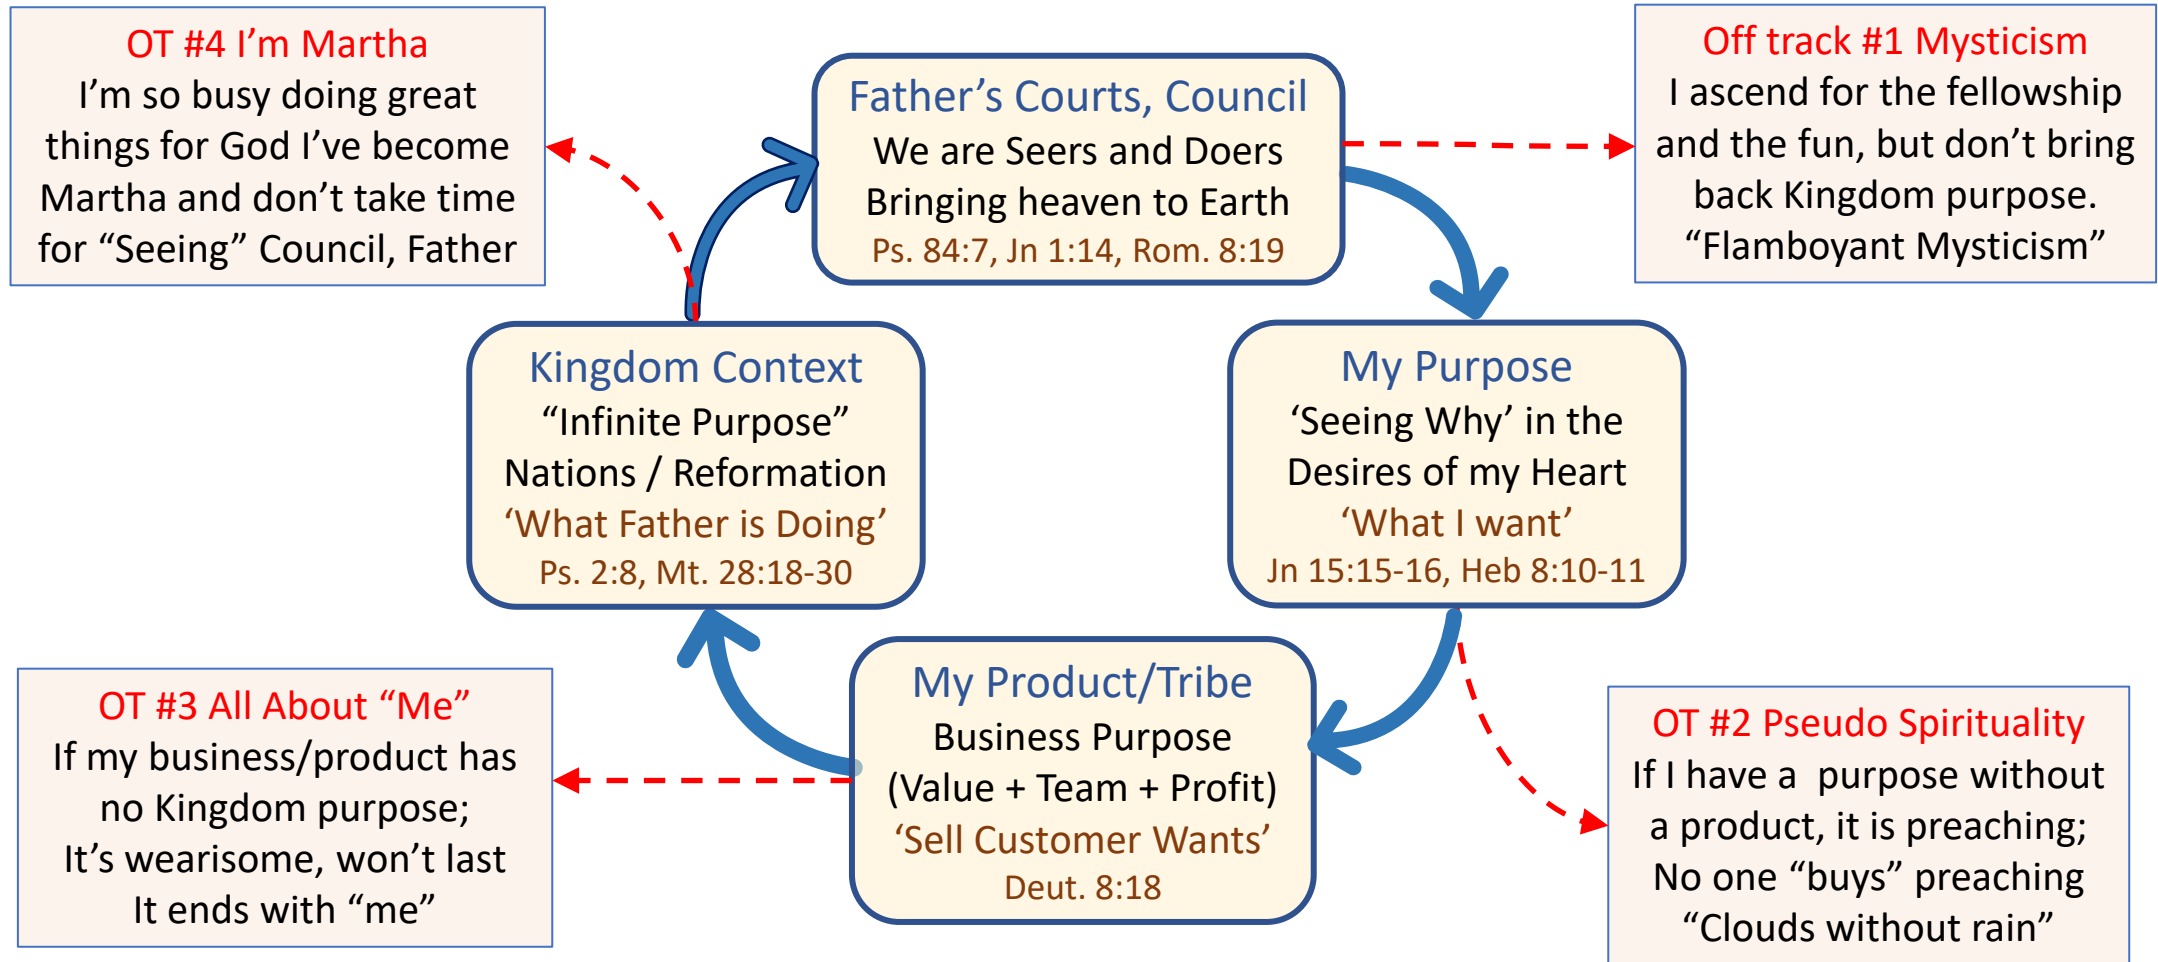 OT #4 I’m Martha
I’m so busy doing great
things for God I’ve become
Martha and don’t take time
for “Seeing” Council, Father
Father’s Courts, Council
We are Seers and Doers
Bringing heaven to Earth
Ps. 84:7, Jn 1:14, Rom. 8:19
Off track #1 Mysticism
I ascend for the fellowship
and the fun, but don’t bring
back Kingdom purpose.
“Flamboyant Mysticism”
Kingdom Context
“Infinite Purpose”
Nations / Reformation
‘What Father is Doing’
Ps. 2:8, Mt. 28:18-30
My Purpose
‘Seeing Why’ in the
Desires of my Heart
‘What I want’
Jn 15:15-16, Heb 8:10-11
OT #3 All About “Me”
If my business/product has
no Kingdom purpose;
It’s wearisome, won’t last
It ends with “me”
My Product/Tribe
Business Purpose
(Value + Team + Profit)
‘Sell Customer Wants’
Deut. 8:18
OT #2 Pseudo Spirituality
If I have a  purpose without
a product, it is preaching;
No one “buys” preaching
“Clouds without rain”